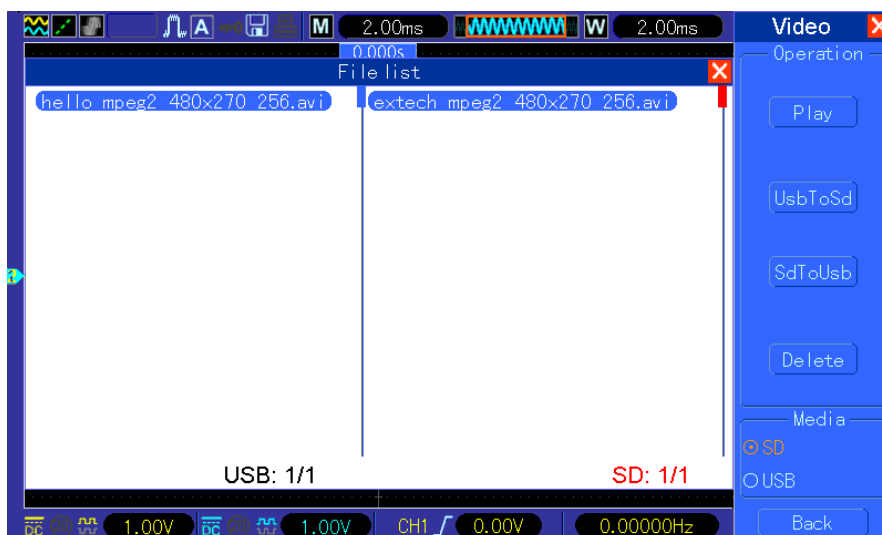 A M 2.00ms W 2.00ms
0.000s
File list
hello mpeg2 480x270 256.avi
extech mpeg2 480x270 256.avi
USB: 1/1
SD: 1/1
1.00V 1.00V CH1 0.00V 0.00000Hz
Video X
Operation
Play
UsbToSd
SdToUsb
Delete
Media
SD
USB
Back